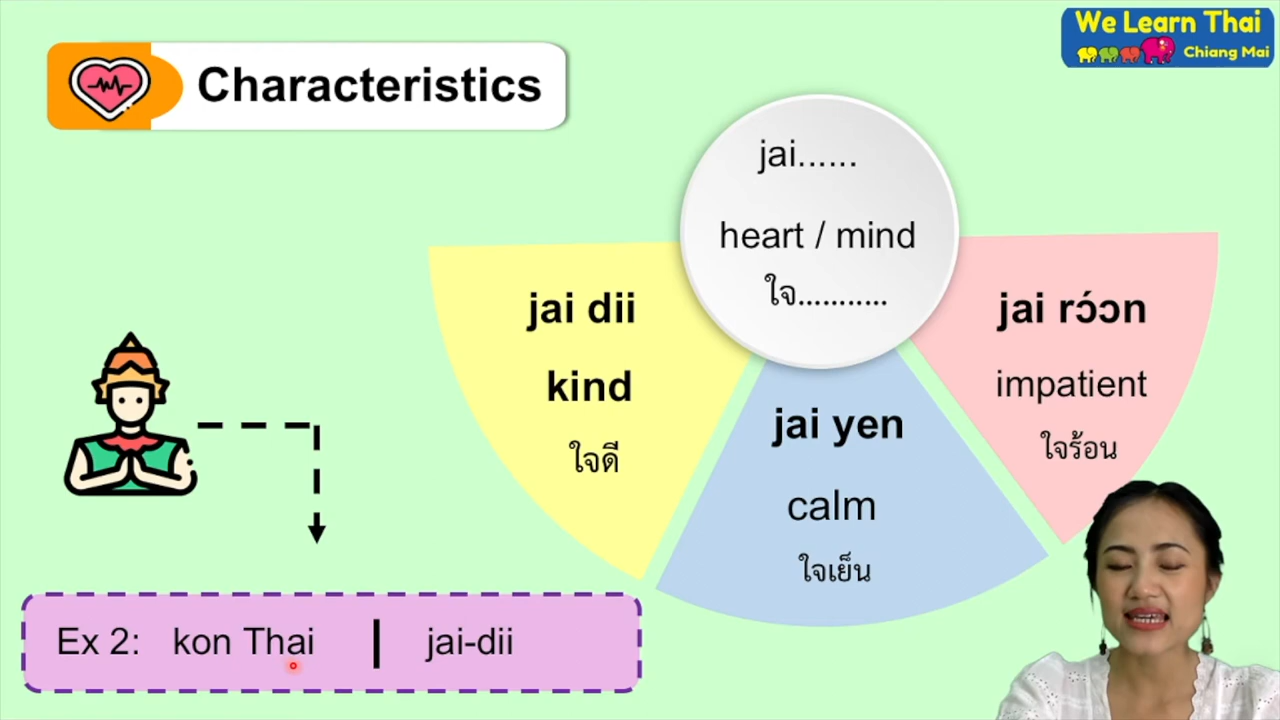 We Learn Thai
Chiang Mai
Characteristics
jai......
heart / mind
ใจ...........
jai dii
kind
ใจดี
jai yen
calm
ใจเย็น
jai rɔ́ɔn
impatient
ใจร้อน
Ex 2: kon Thai | jai-dii